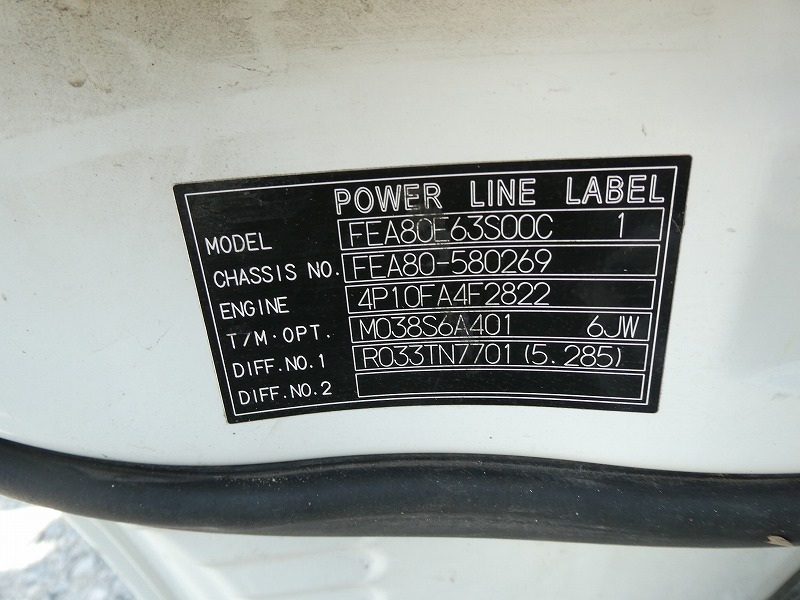 POWER LINE LABEL
MODEL FEA80E63S00C 1
CHASSIS NO. FEA80-580269
ENGINE 4P10FA4F2822
T/M·OPT. M038S6A401 6JW
DIFF.NO.1 R033TN7701(5.285)
DIFF.NO.2